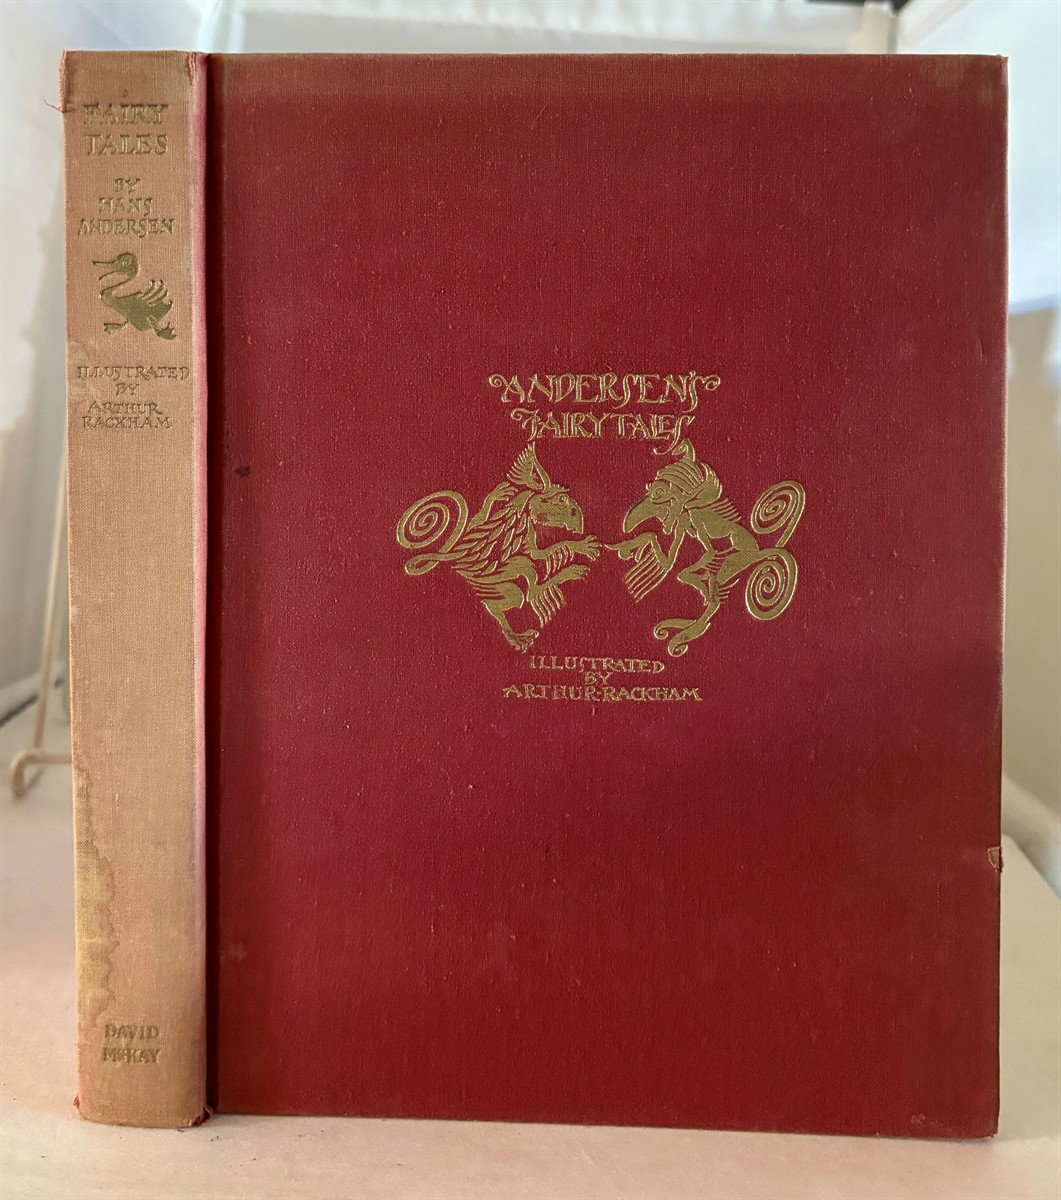 FAIRY
TALES
BY
HANS
ANDERSEN
ILLUSTRATED
BY
ARTHUR
RACKHAM
DAVID
McKAY
ANDERSEN'S
FAIRY TALES
ILLUSTRATED
BY
ARTHUR·RACKHAM